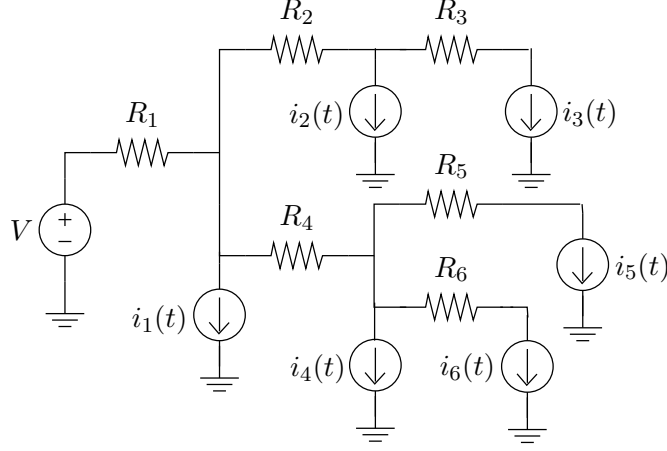 R₂ R₃
i₂(t) i₃(t)
R₁
R₅
V + −
R₄
i₅(t)
R₆
i₁(t)
i₄(t) i₆(t)